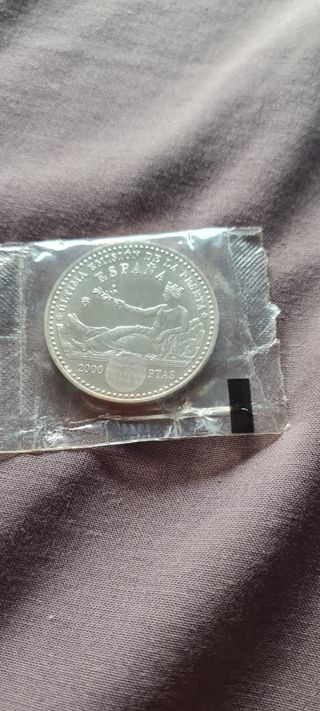 ULTIMA EMISION DE LA PESETA
ESPAÑA
2000 PTAS